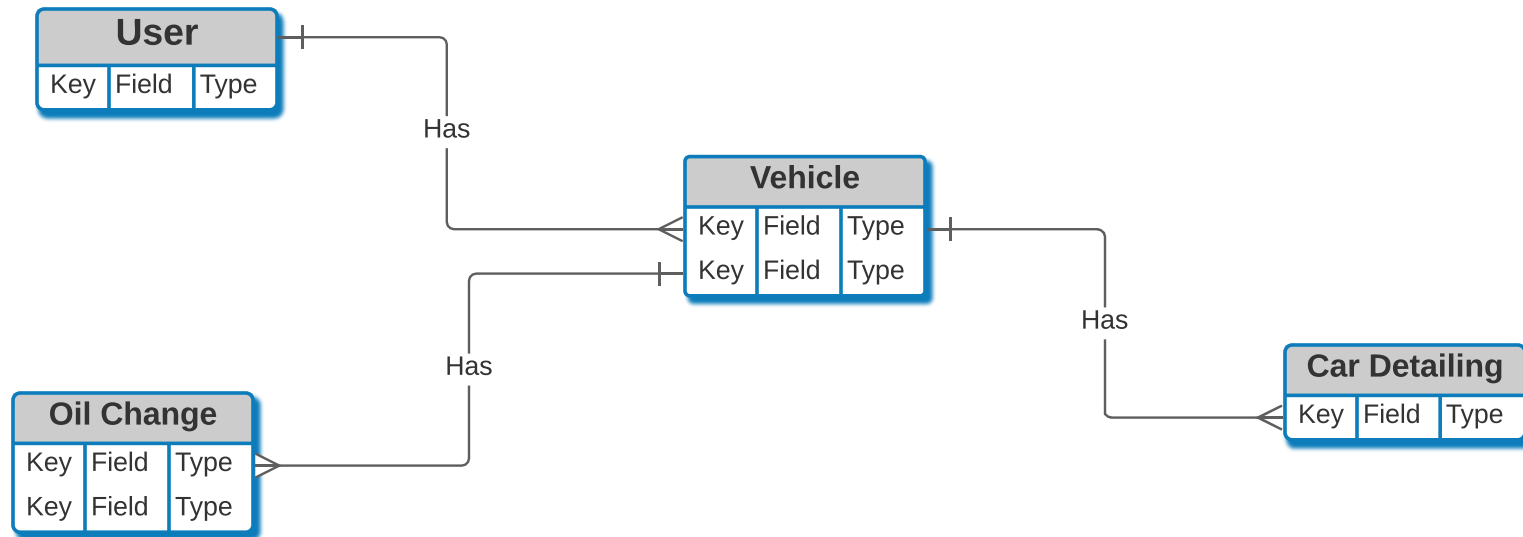 User
Key Field Type
Has
Vehicle
Key Field Type
Key Field Type
Has
Has
Car Detailing
Key Field Type
Oil Change
Key Field Type
Key Field Type